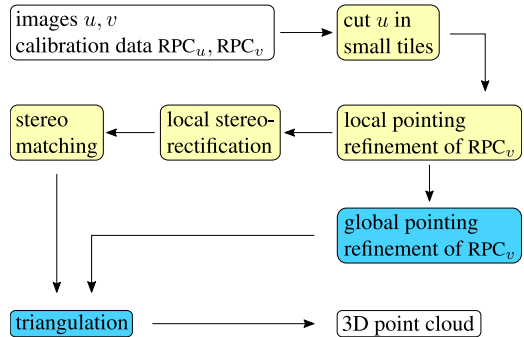 images u, v
calibration data RPC_u, RPC_v
cut u in
small tiles
stereo
matching
local stereo-
rectification
local pointing
refinement of RPC_v
global pointing
refinement of RPC_v
triangulation
3D point cloud